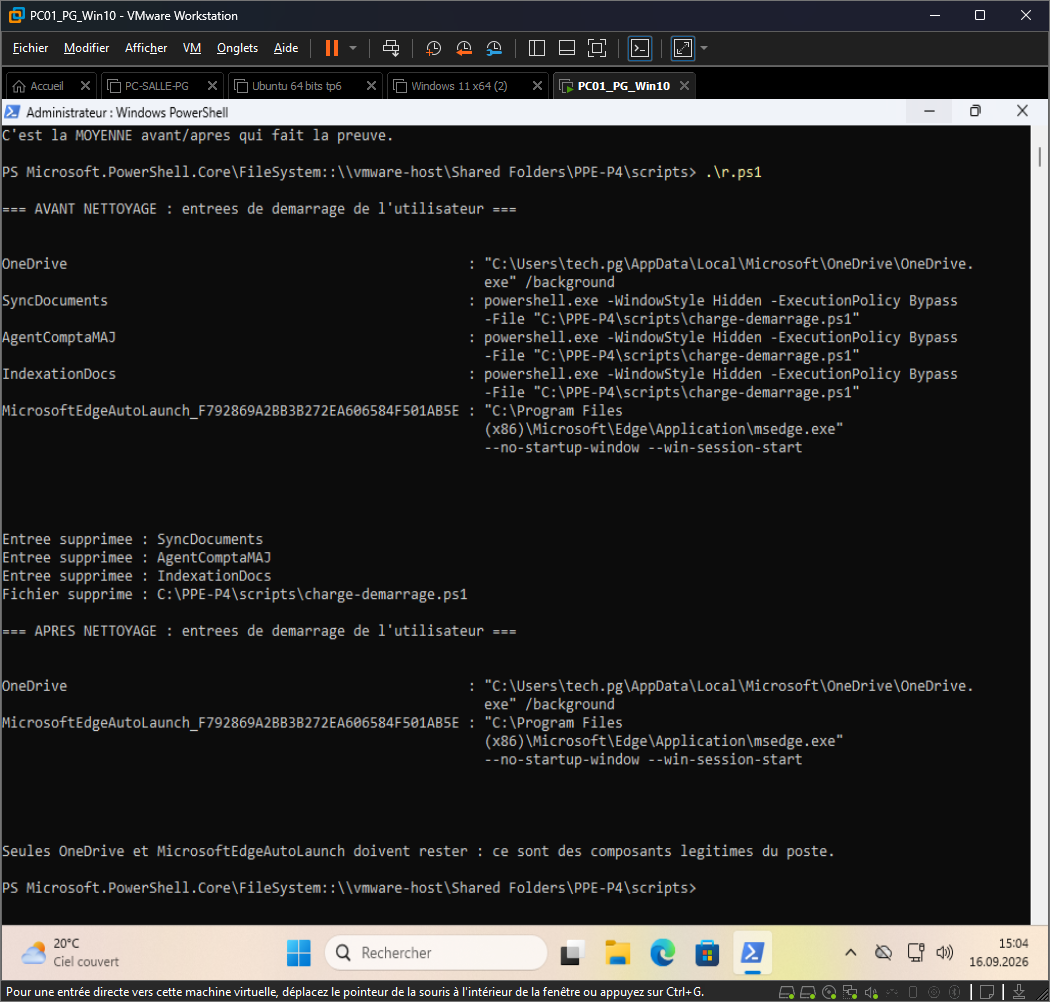 PC01_PG_Win10 - VMware Workstation
Fichier Modifier Afficher VM Onglets Aide
Accueil PC-SALLE-PG Ubuntu 64 bits tp6 Windows 11 x64 (2) PC01_PG_Win10
Administrateur : Windows PowerShell
C'est la MOYENNE avant/apres qui fait la preuve.
PS Microsoft.PowerShell.Core\FileSystem::\\vmware-host\Shared Folders\PPE-P4\scripts> .\r.ps1
=== AVANT NETTOYAGE : entrees de demarrage de l'utilisateur ===
OneDrive : "C:\Users\tech.pg\AppData\Local\Microsoft\OneDrive\OneDrive.
exe" /background
SyncDocuments : powershell.exe -WindowStyle Hidden -ExecutionPolicy Bypass
-File "C:\PPE-P4\scripts\charge-demarrage.ps1"
AgentComptaMAJ : powershell.exe -WindowStyle Hidden -ExecutionPolicy Bypass
-File "C:\PPE-P4\scripts\charge-demarrage.ps1"
IndexationDocs : powershell.exe -WindowStyle Hidden -ExecutionPolicy Bypass
-File "C:\PPE-P4\scripts\charge-demarrage.ps1"
MicrosoftEdgeAutoLaunch_F792869A2BB3B272EA606584F501AB5E : "C:\Program Files
(x86)\Microsoft\Edge\Application\msedge.exe"
--no-startup-window --win-session-start
Entree supprimee : SyncDocuments
Entree supprimee : AgentComptaMAJ
Entree supprimee : IndexationDocs
Fichier supprime : C:\PPE-P4\scripts\charge-demarrage.ps1
=== APRES NETTOYAGE : entrees de demarrage de l'utilisateur ===
OneDrive : "C:\Users\tech.pg\AppData\Local\Microsoft\OneDrive\OneDrive.
exe" /background
MicrosoftEdgeAutoLaunch_F792869A2BB3B272EA606584F501AB5E : "C:\Program Files
(x86)\Microsoft\Edge\Application\msedge.exe"
--no-startup-window --win-session-start
Seules OneDrive et MicrosoftEdgeAutoLaunch doivent rester : ce sont des composants legitimes du poste.
PS Microsoft.PowerShell.Core\FileSystem::\\vmware-host\Shared Folders\PPE-P4\scripts>
20°C
Ciel couvert
Rechercher
15:04
16.09.2026
Pour une entrée directe vers cette machine virtuelle, déplacez le pointeur de la souris à l'intérieur de la fenêtre ou appuyez sur Ctrl+G.